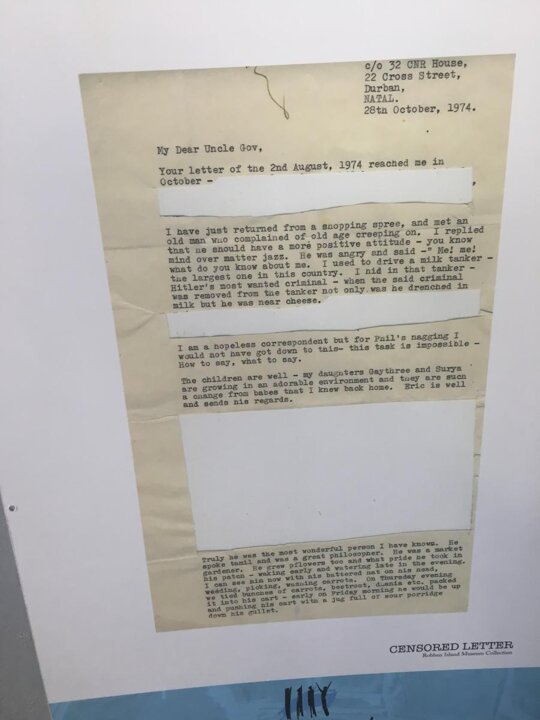 c/o 32 CNR House,
22 Cross Street,
Durban,
NATAL.
28th October, 1974.
My Dear Uncle Gov,
Your letter of the 2nd August, 1974 reached me in
October -
I have just returned from a snopping spree, and met an
old man who complained of old age creeping on. I replied
that he should have a more positive attitude - you know
mind over matter jazz. He was angry and said -" Me! me!
what do you know about me. I used to drive a milk tanker -
the largest one in this country. I hid in that tanker -
Hitler's most wanted criminal - when the said criminal
was removed from the tanker not only was he drenched in
milk but he was near cheese.
I am a hopeless correspondent but for Phil's nagging I
would not have got down to this- this task is impossible -
How to say, what to say.
The children are well - my daughters Gaythree and Surya
are growing in an adorable environment and they are such
a change from babes that I knew back home. Eric is well
and sends his regards.
Truly he was the most wonderful person I have known. He
spoke tamil and was a great philosopher. He was a market
gardener. He grew pflowers too and what pride he took in
his paton - waking early and watering late in the evening.
I can see him now with his battered hat on his head,
wedding, picking, wanning carrots. On Thuresday evening
we tied bunches of carrots, beetroot, dhania etc. packed
it into his cart - early on Friday morning he would be up
and pushing his cart with a jug full of sour porridge
down his gullet.
CENSORED LETTER
Robben Island Museum Collection